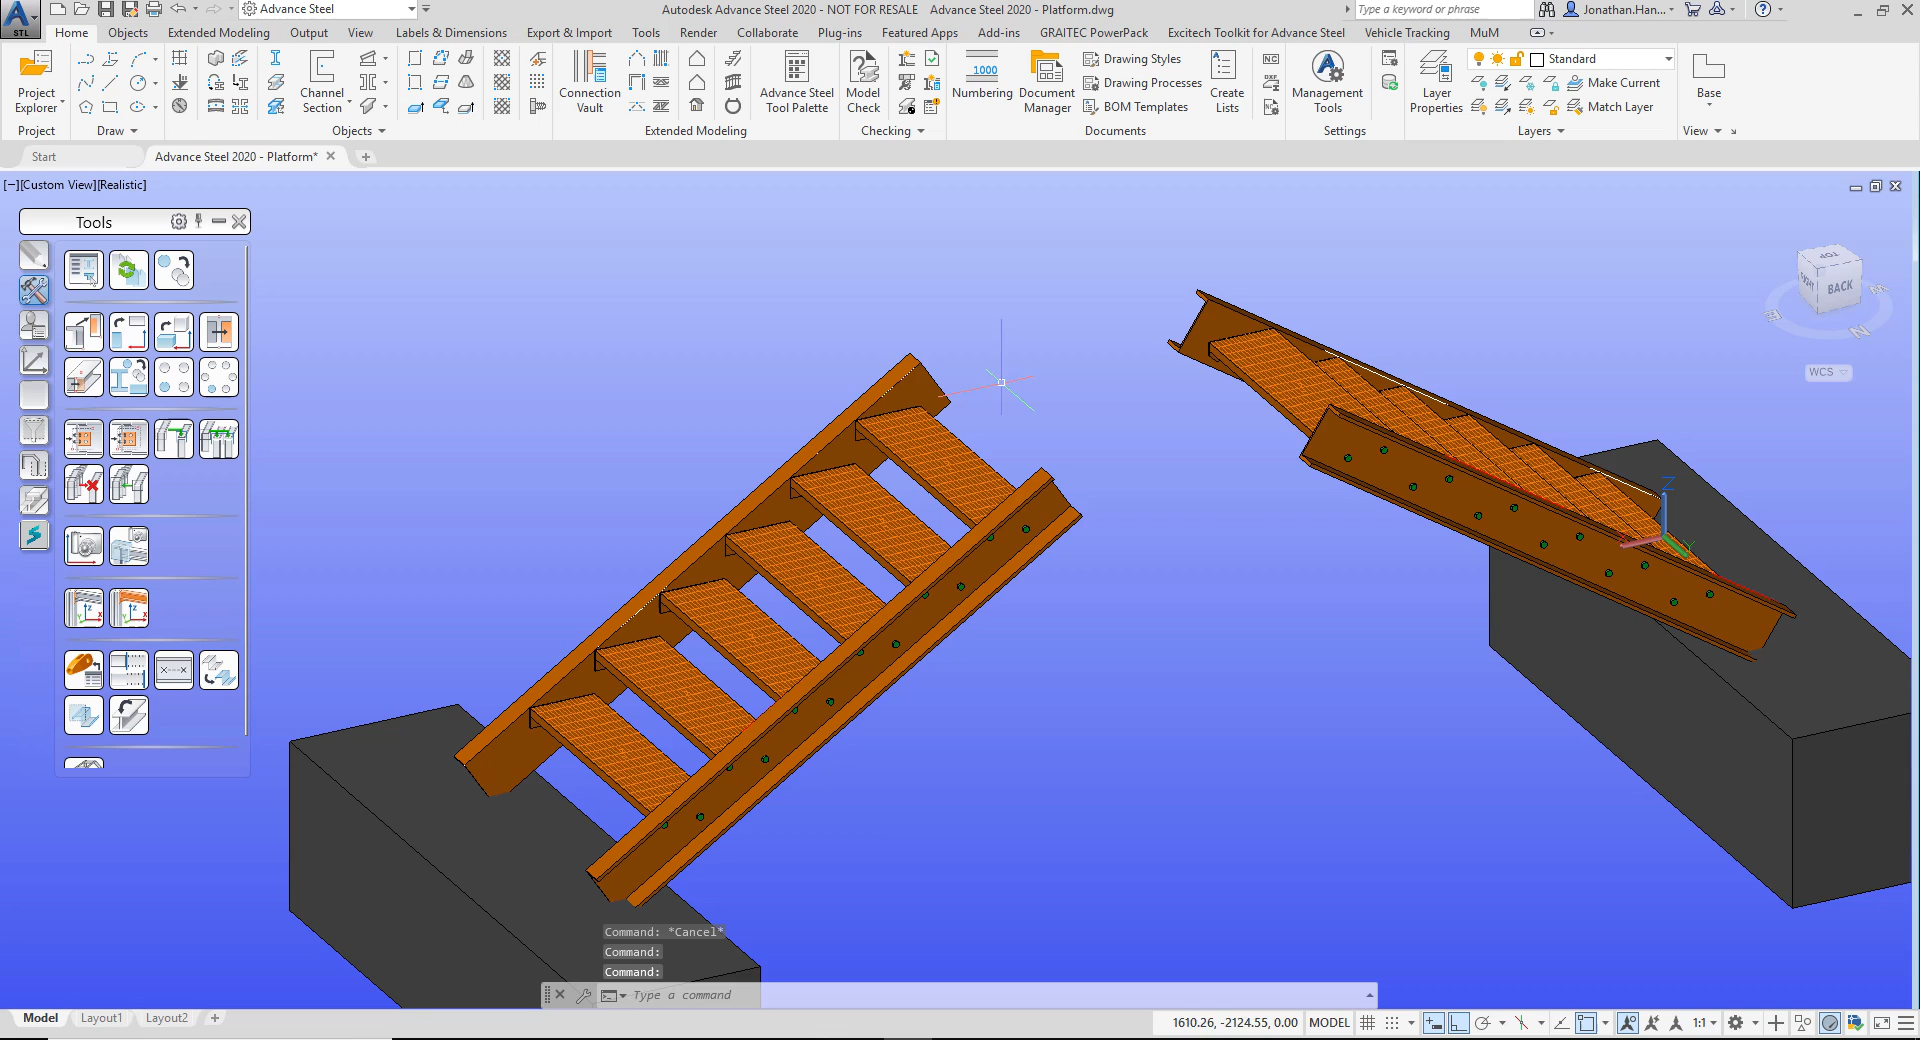 Advance Steel
Autodesk Advance Steel 2020 - NOT FOR RESALE Advance Steel 2020 - Platform.dwg
Type a keyword or phrase
Jonathan.Han...
STL
Home Objects Extended Modeling Output View Labels & Dimensions Export & Import Tools Render Collaborate Plug-ins Featured Apps Add-ins GRAITEC PowerPack Excitech Toolkit for Advance Steel Vehicle Tracking MuM
Project
Explorer
Channel
Section
Connection
Vault
Advance Steel
Tool Palette
Model
Check
1000
Numbering
Document
Manager
Drawing Styles
Drawing Processes
BOM Templates
Create
Lists
NC
DXF
NC
Management
Tools
Layer
Properties
Standard
Make Current
Match Layer
Base
Project Draw Objects Extended Modeling Checking Documents Settings Layers View
Start Advance Steel 2020 - Platform*
[−][Custom View][Realistic]
Tools
TOP
BACK
WCS
Z
Y
Command: *Cancel*
Command:
Command:
Type a command
Model Layout1 Layout2
1610.26, -2124.55, 0.00 MODEL 1:1